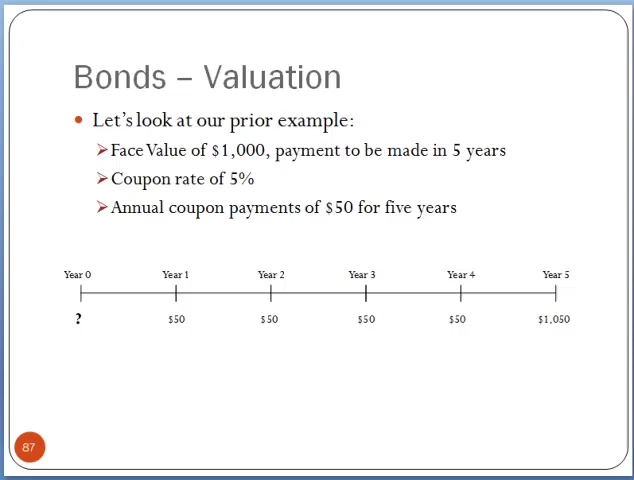 Bonds – Valuation
Let's look at our prior example:
Face Value of $1,000, payment to be made in 5 years
Coupon rate of 5%
Annual coupon payments of $50 for five years
Year 0 Year 1 Year 2 Year 3 Year 4 Year 5
? $50 $50 $50 $50 $1,050
87